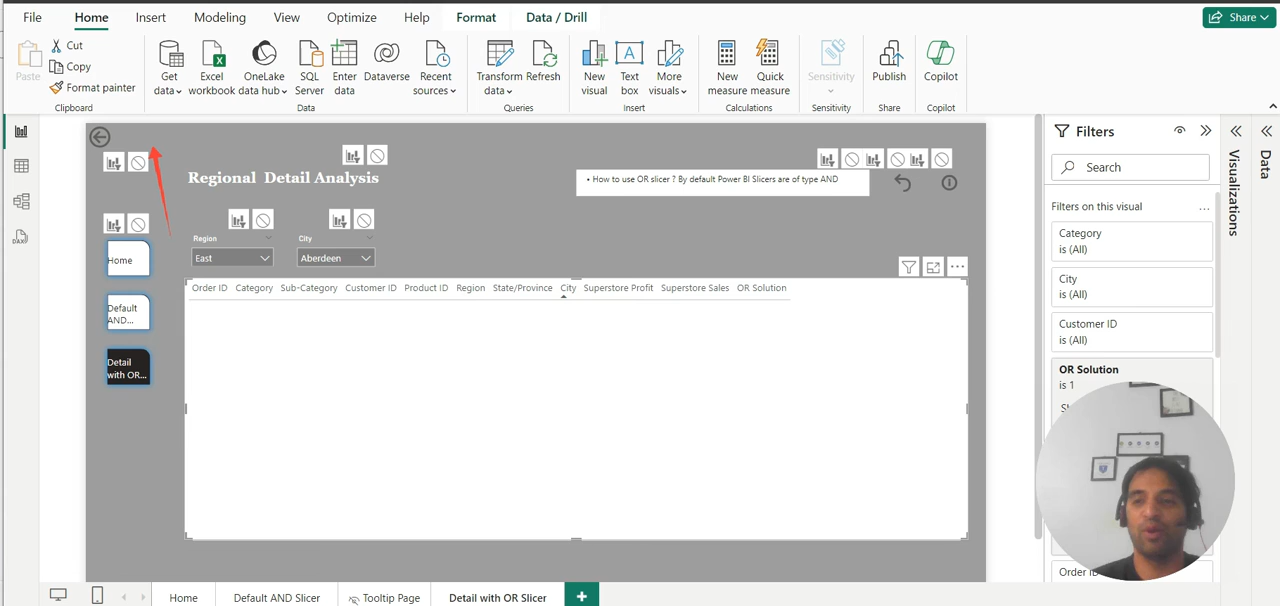 File Home Insert Modeling View Optimize Help Format Data / Drill Share
Paste
Cut
Copy
Format painter
Clipboard
Get data
Excel workbook
OneLake data hub
SQL Server
Enter data
Dataverse
Recent sources
Data
Transform data
Refresh
Queries
New visual
Text box
More visuals
Insert
New measure
Quick measure
Calculations
Sensitivity
Sensitivity
Publish
Share
Copilot
Copilot
Regional Detail Analysis
• How to use OR slicer ? By default Power BI Slicers are of type AND
Region
East
City
Aberdeen
Home
Default
AND...
Detail
with OR...
Order ID Category Sub-Category Customer ID Product ID Region State/Province City Superstore Profit Superstore Sales OR Solution
Filters
Search
Filters on this visual ...
Category
is (All)
City
is (All)
Customer ID
is (All)
OR Solution
is 1
Visualizations
Data
Home Default AND Slicer Tooltip Page Detail with OR Slicer +